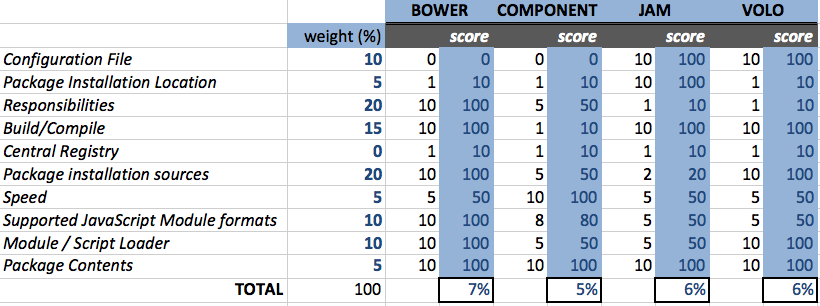 BOWER COMPONENT JAM VOLO
weight (%) score score score score
Configuration File 10 0 0 0 0 10 100 10 100
Package Installation Location 5 1 10 1 10 10 100 1 10
Responsibilities 20 10 100 5 50 1 10 1 10
Build/Compile 15 10 100 1 10 10 100 10 100
Central Registry 0 1 10 1 10 1 10 1 10
Package installation sources 20 10 100 5 50 2 20 10 100
Speed 5 5 50 10 100 5 50 5 50
Supported JavaScript Module formats 10 10 100 8 80 5 50 5 50
Module / Script Loader 10 10 100 5 50 5 50 10 100
Package Contents 5 10 100 10 100 10 100 10 100
TOTAL 100 7% 5% 6% 6%